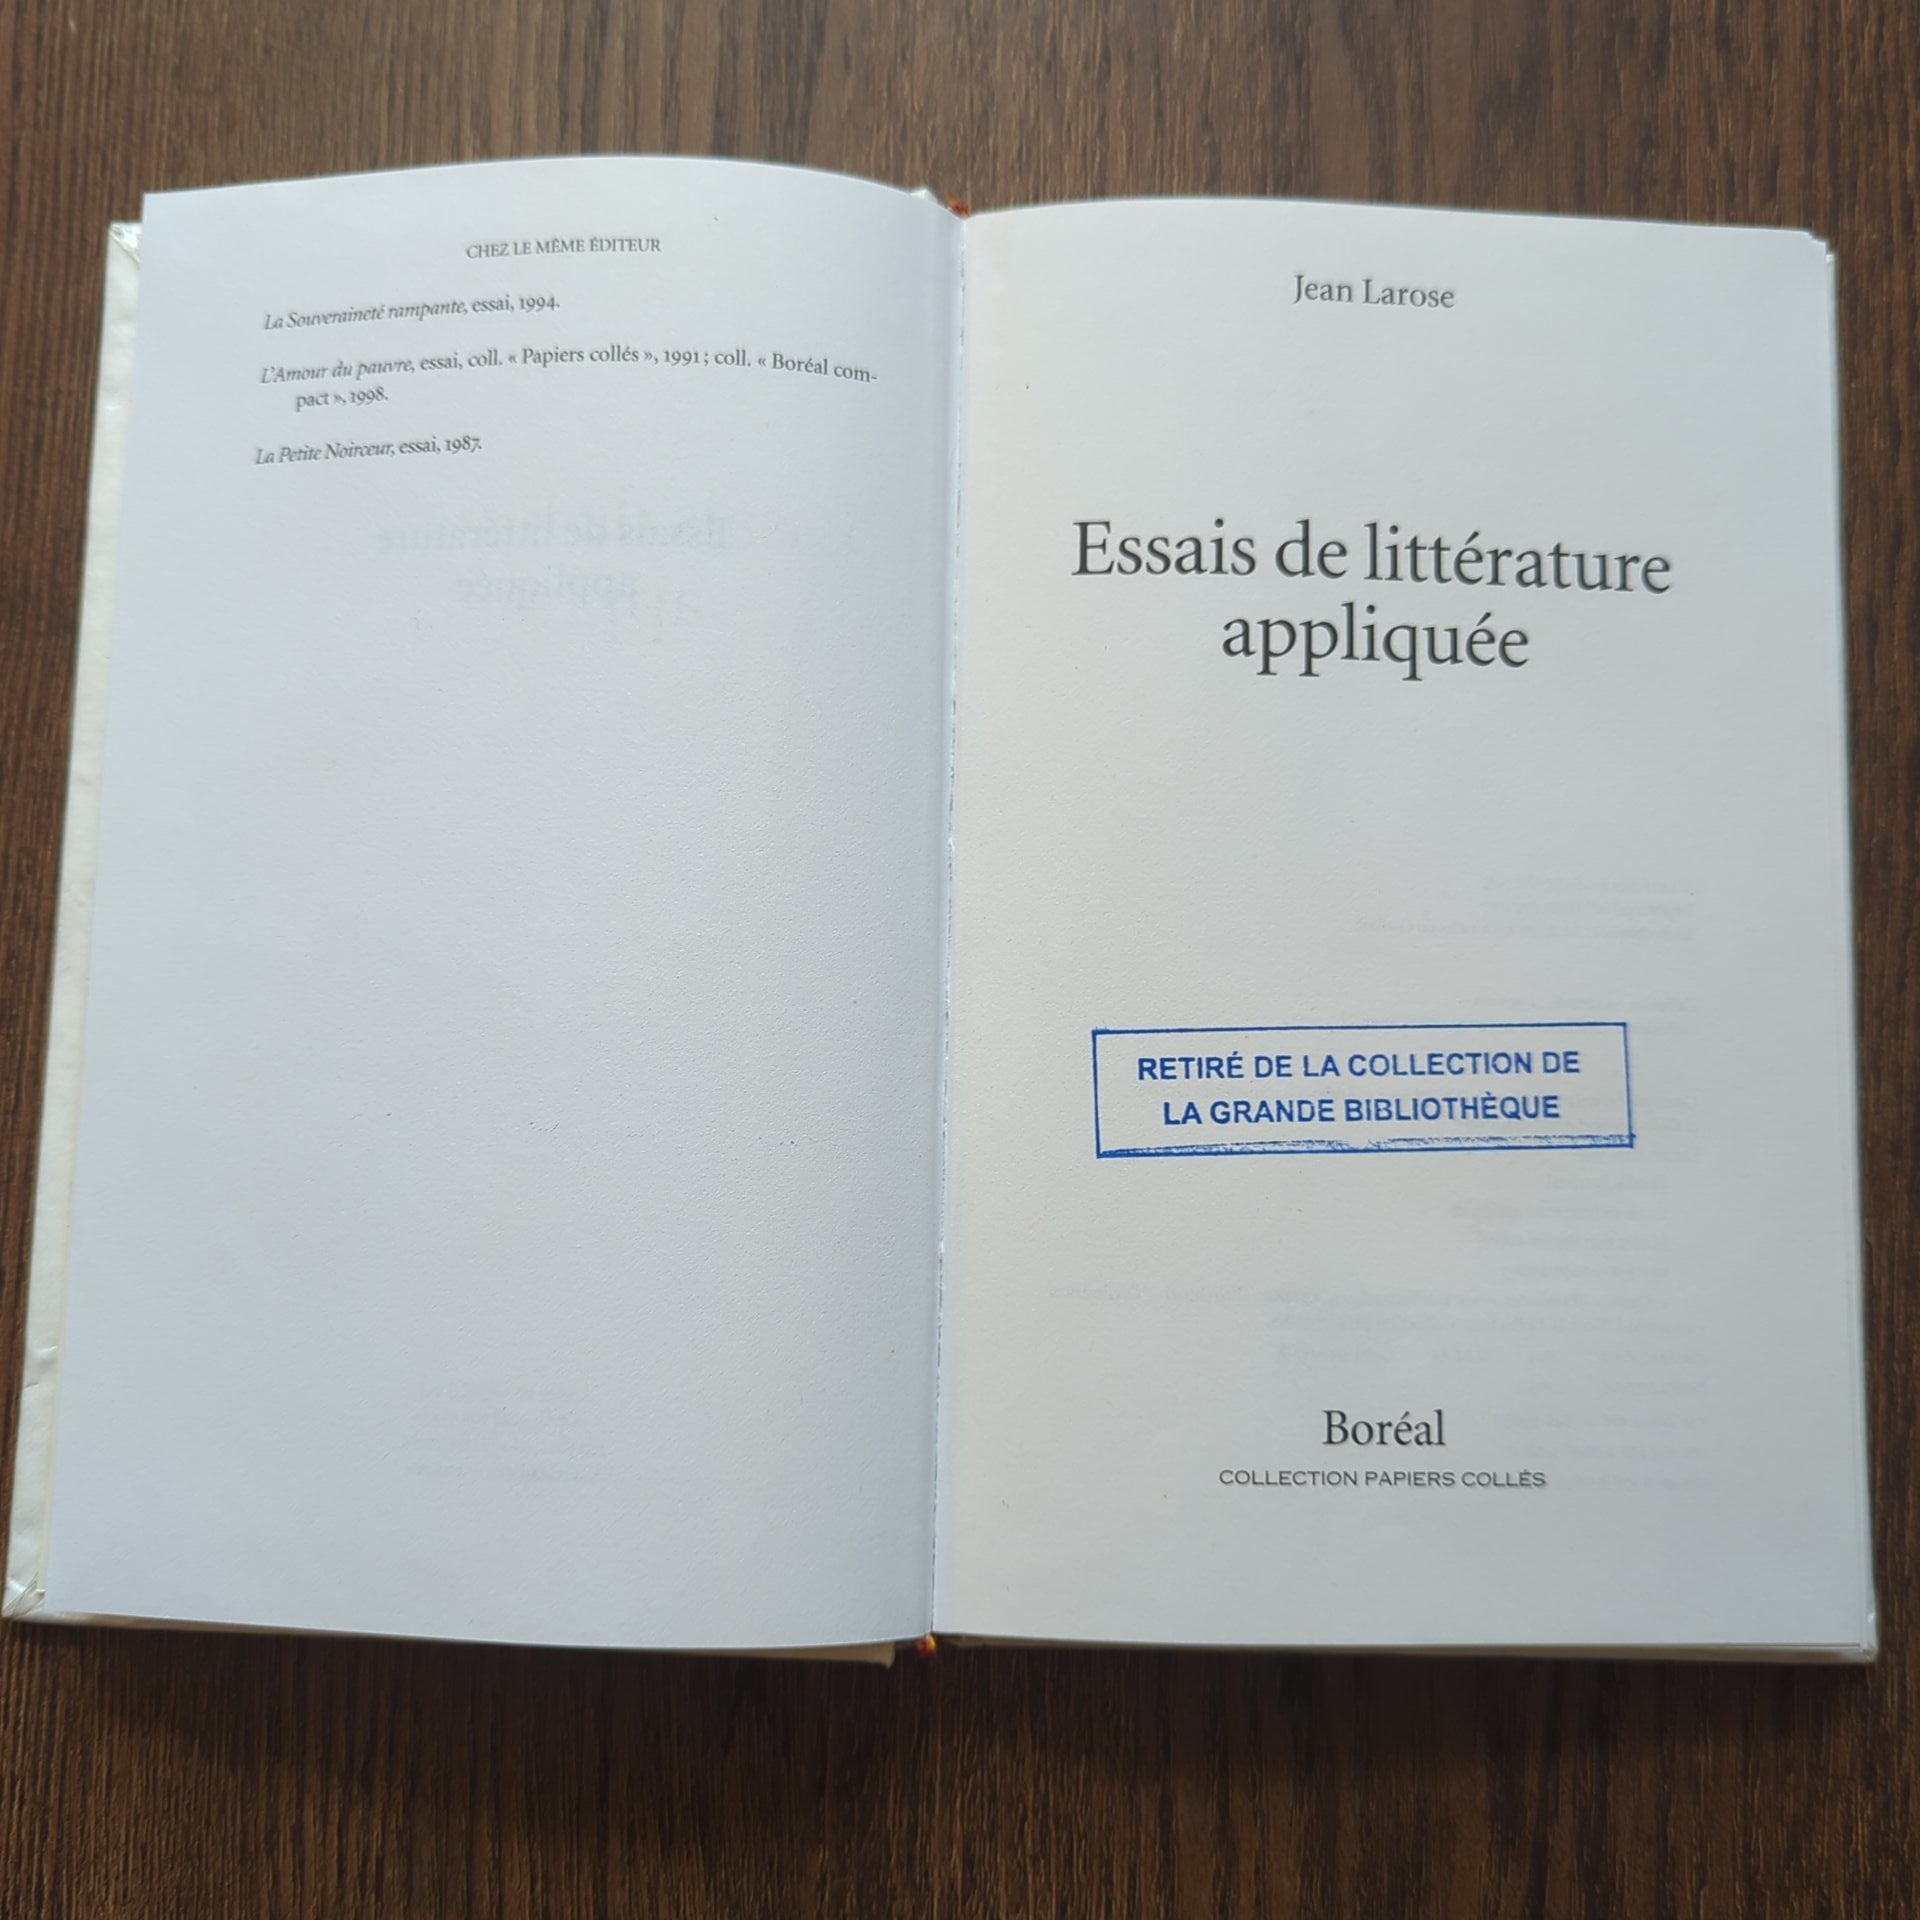 CHEZ LE MÊME ÉDITEUR
La Souveraineté rampante, essai, 1994.
L'Amour du pauvre, essai, coll. « Papiers collés », 1991 ; coll. « Boréal com-
pact », 1998.
La Petite Noirceur, essai, 1987.
Jean Larose
Essais de littérature
appliquée
RETIRÉ DE LA COLLECTION DE
LA GRANDE BIBLIOTHÈQUE
Boréal
COLLECTION PAPIERS COLLÉS